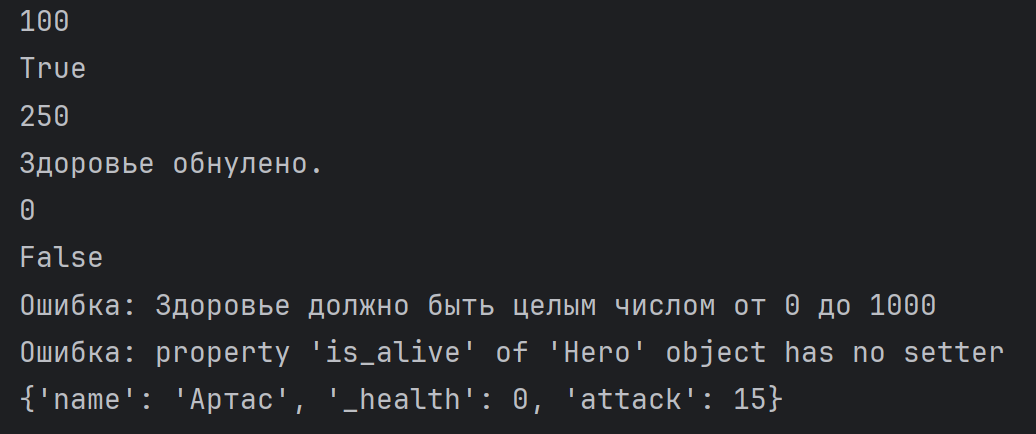 100
True
250
Здоровье обнулено.
0
False
Ошибка: Здоровье должно быть целым числом от 0 до 1000
Ошибка: property 'is_alive' of 'Hero' object has no setter
{'name': 'Артас', '_health': 0, 'attack': 15}